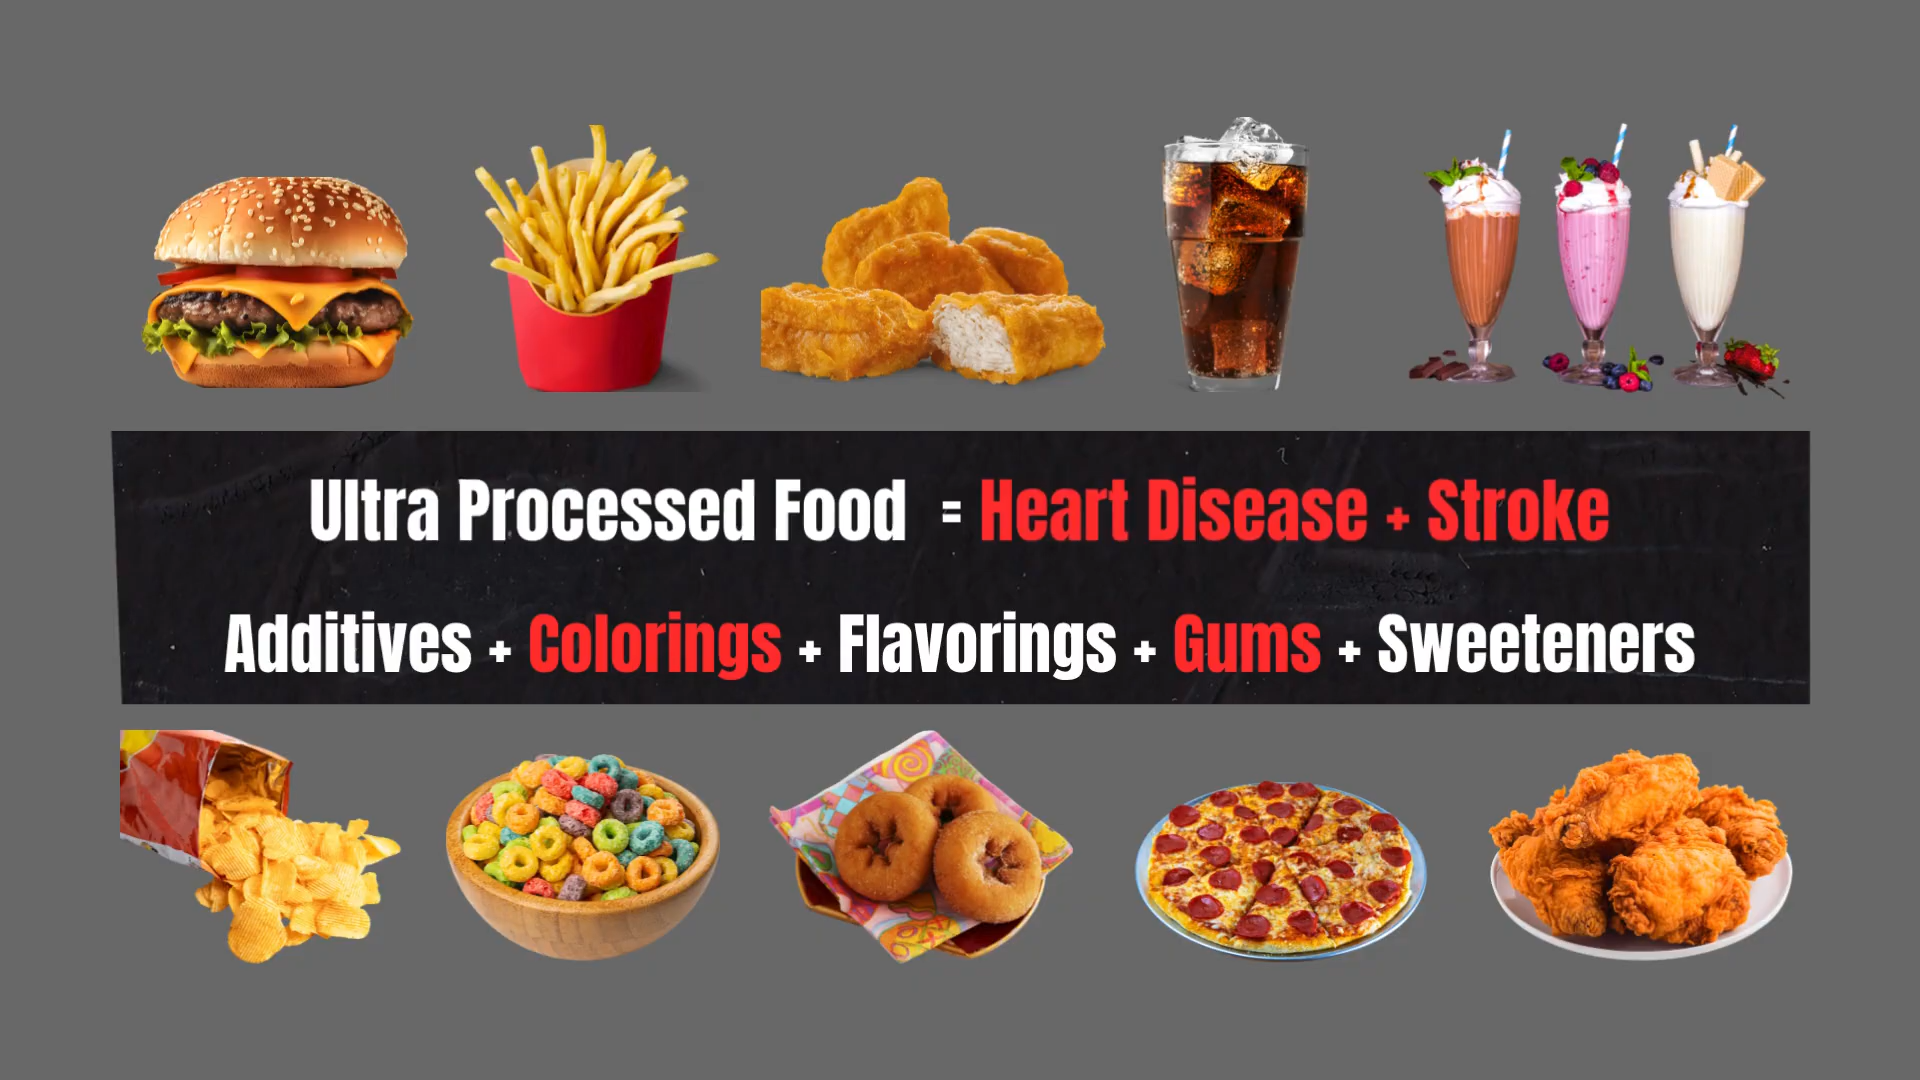 Ultra Processed Food = Heart Disease + Stroke
Additives + Colorings + Flavorings + Gums + Sweeteners